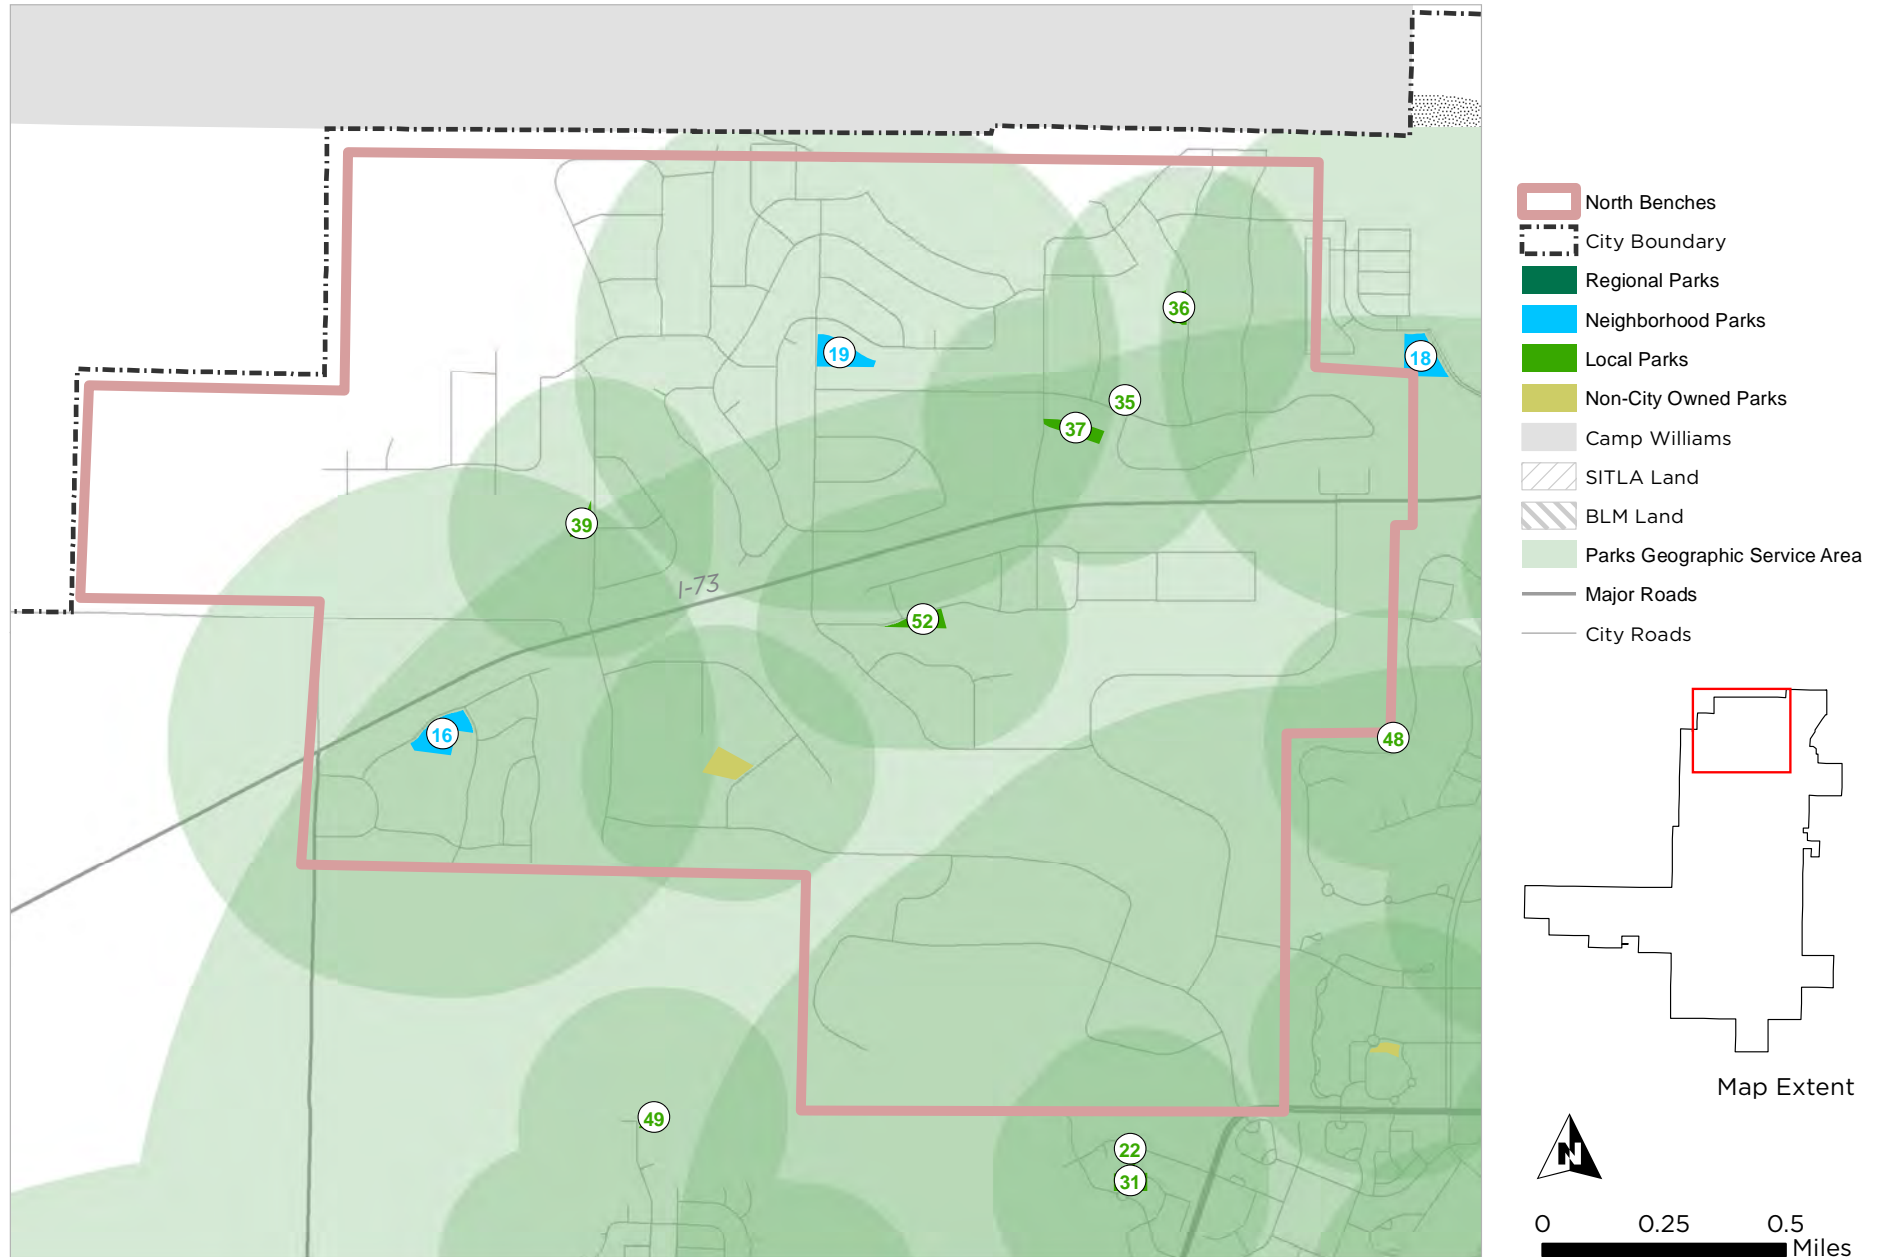 36
19
18
35
37
39
I-73
52
16
48
49
22
31
North Benches
City Boundary
Regional Parks
Neighborhood Parks
Local Parks
Non-City Owned Parks
Camp Williams
SITLA Land
BLM Land
Parks Geographic Service Area
Major Roads
City Roads
Map Extent
N
0 0.25 0.5
Miles